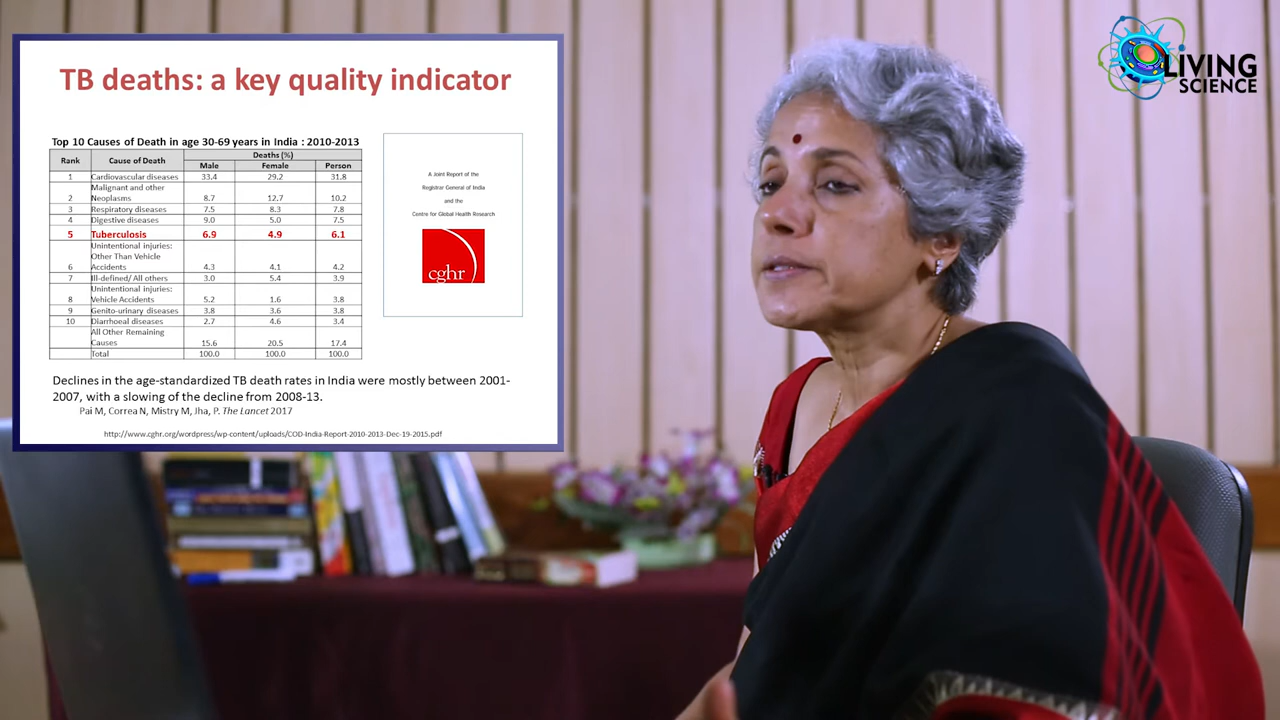 TB deaths: a key quality indicator
Top 10 Causes of Death in age 30-69 years in India : 2010-2013
Rank Cause of Death Deaths (%)
Male Female Person
1 Cardiovascular diseases 33.4 29.2 31.8
Malignant and other
2 Neoplasms 8.7 12.7 10.2
3 Respiratory diseases 7.5 8.3 7.8
4 Digestive diseases 9.0 5.0 7.5
5 Tuberculosis 6.9 4.9 6.1
Unintentional injuries:
Other Than Vehicle
6 Accidents 4.3 4.1 4.2
7 Ill-defined/ All others 3.0 5.4 3.9
Unintentional injuries:
8 Vehicle Accidents 5.2 1.6 3.8
9 Genito-urinary diseases 3.8 3.6 3.8
10 Diarrhoeal diseases 2.7 4.6 3.4
All Other Remaining
Causes 15.6 20.5 17.4
Total 100.0 100.0 100.0
A Joint Report of the
Registrar General of India
and the
Centre for Global Health Research
cghr
Declines in the age-standardized TB death rates in India were mostly between 2001-
2007, with a slowing of the decline from 2008-13.
Pai M, Correa N, Mistry M, Jha, P. The Lancet 2017
http://www.cghr.org/wordpress/wp-content/uploads/COD-India-Report-2010-2013-Dec-19-2015.pdf
LIVING
SCIENCE